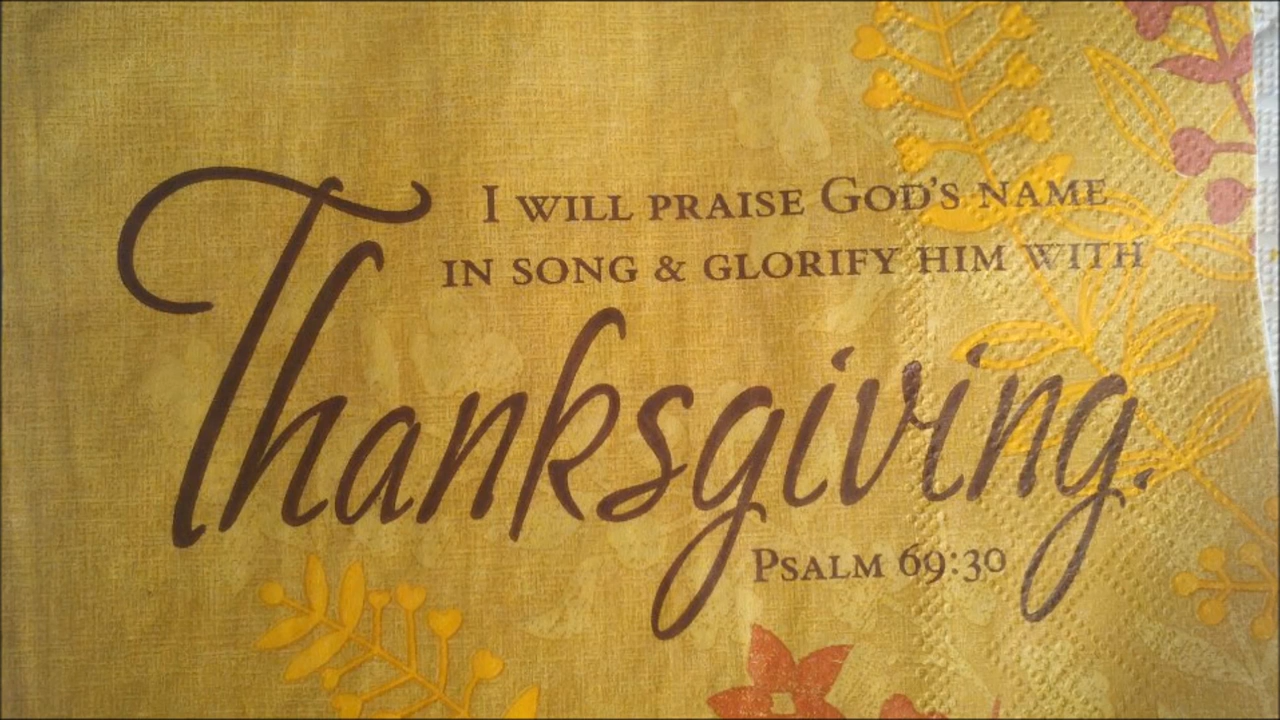 I WILL PRAISE GOD'S NAME
IN SONG & GLORIFY HIM WITH
Thanksgiving.
PSALM 69:30